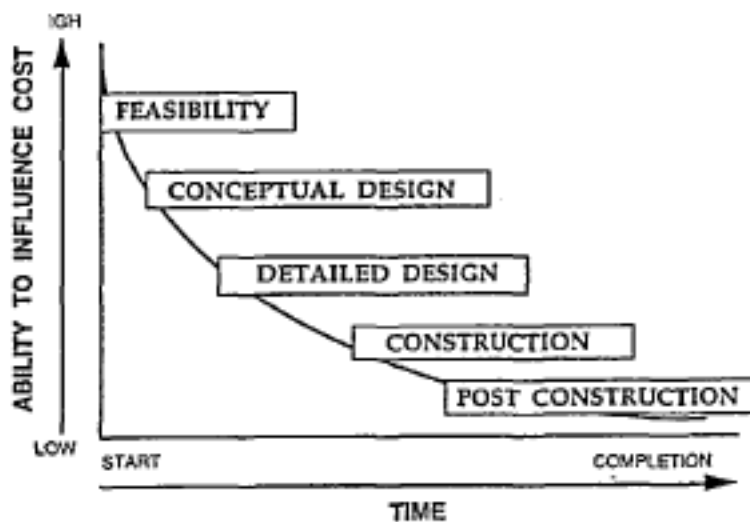 IGH
ABILITY TO INFLUENCE COST
FEASIBILITY
CONCEPTUAL DESIGN
DETAILED DESIGN
CONSTRUCTION
POST CONSTRUCTION
LOW
START
COMPLETION
TIME